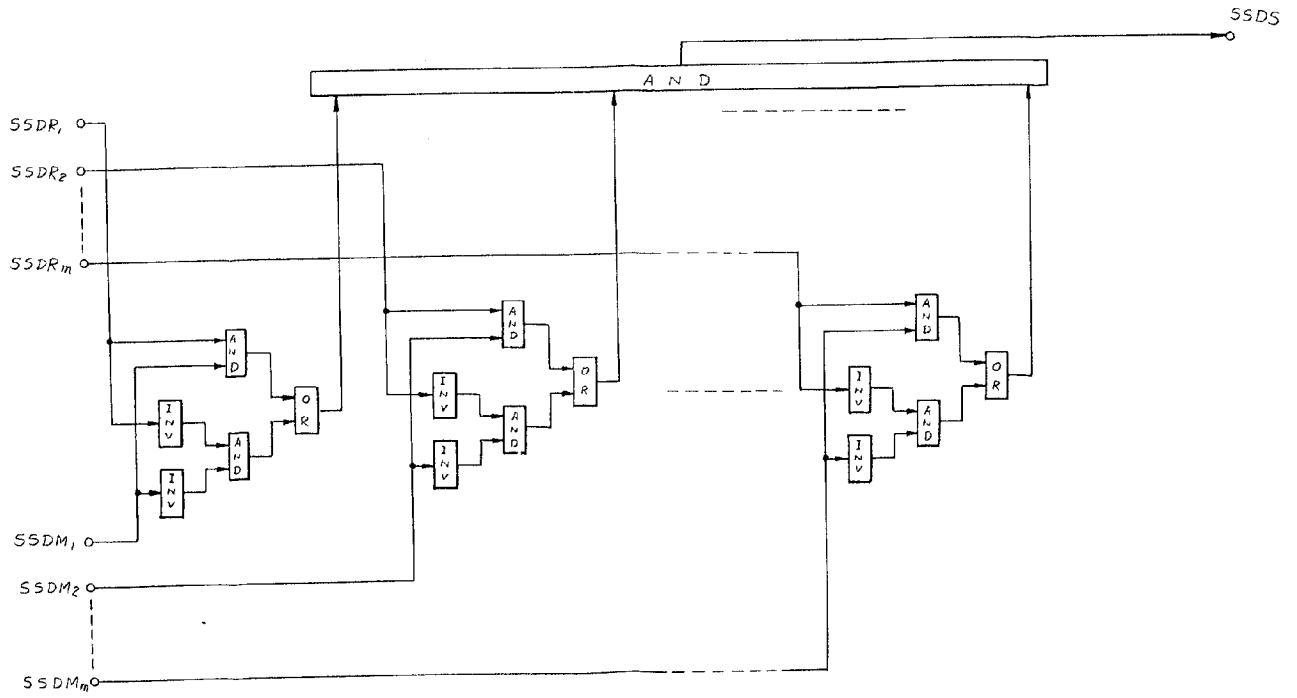 SSDS
AND
SSDR₁
SSDR₂
SSDRₘ
AND
OR
INV
AND
INV
AND
OR
INV
AND
INV
AND
OR
INV
AND
INV
SSDM₁
SSDM₂
SSDMₘ